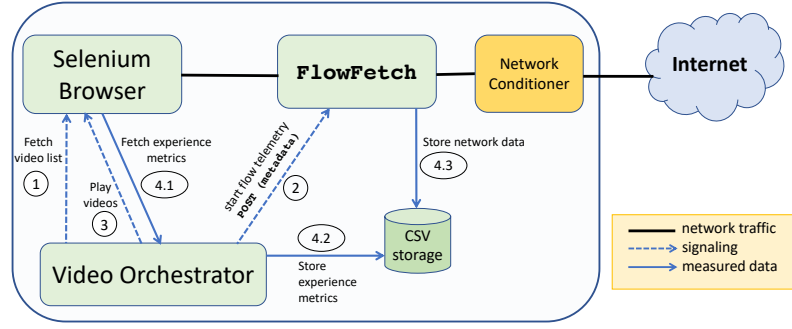 Selenium
Browser
FlowFetch
Network
Conditioner
Internet
Fetch
video list
1
Play
videos
3
Fetch experience
metrics
4.1
start flow telemetry
POST (metadata)
2
Store network data
4.3
Video Orchestrator
4.2
Store
experience
metrics
CSV
storage
network traffic
signaling
measured data